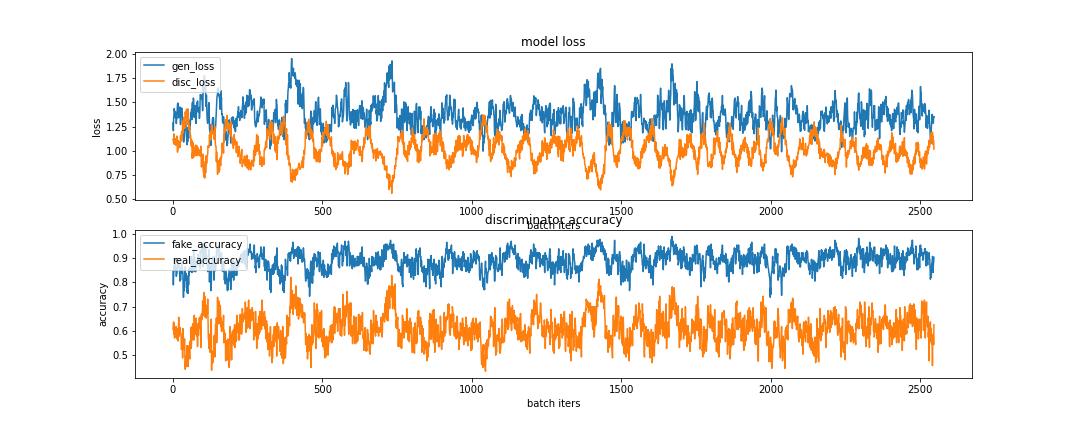 model loss
2.00
1.75
1.50
1.25
1.00
0.75
0.50
loss
gen_loss
disc_loss
0 500 1000 1500 2000 2500
batch iters
discriminator accuracy
1.0
0.9
0.8
0.7
0.6
0.5
accuracy
fake_accuracy
real_accuracy
0 500 1000 1500 2000 2500
batch iters